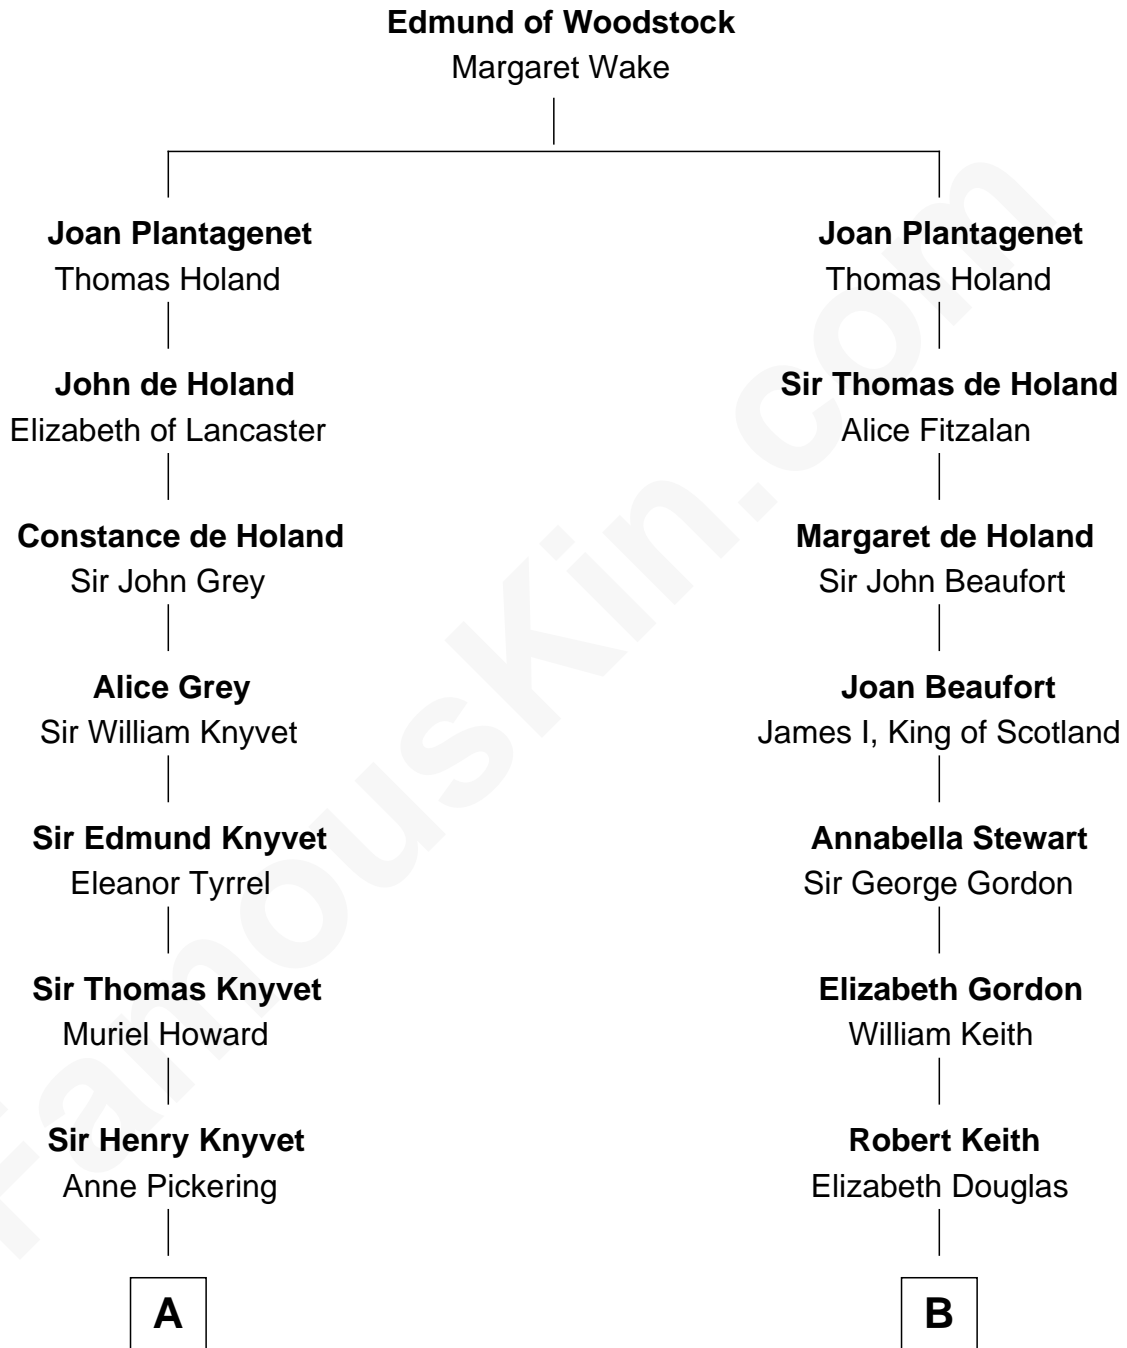 Edmund of Woodstock
Margaret Wake
Joan Plantagenet
Thomas Holand
Joan Plantagenet
Thomas Holand
John de Holand
Elizabeth of Lancaster
Sir Thomas de Holand
Alice Fitzalan
Constance de Holand
Sir John Grey
Margaret de Holand
Sir John Beaufort
Alice Grey
Sir William Knyvet
Joan Beaufort
James I, King of Scotland
Sir Edmund Knyvet
Eleanor Tyrrel
Annabella Stewart
Sir George Gordon
Sir Thomas Knyvet
Muriel Howard
Elizabeth Gordon
William Keith
Sir Henry Knyvet
Anne Pickering
Robert Keith
Elizabeth Douglas
A
B
FamousKin.com